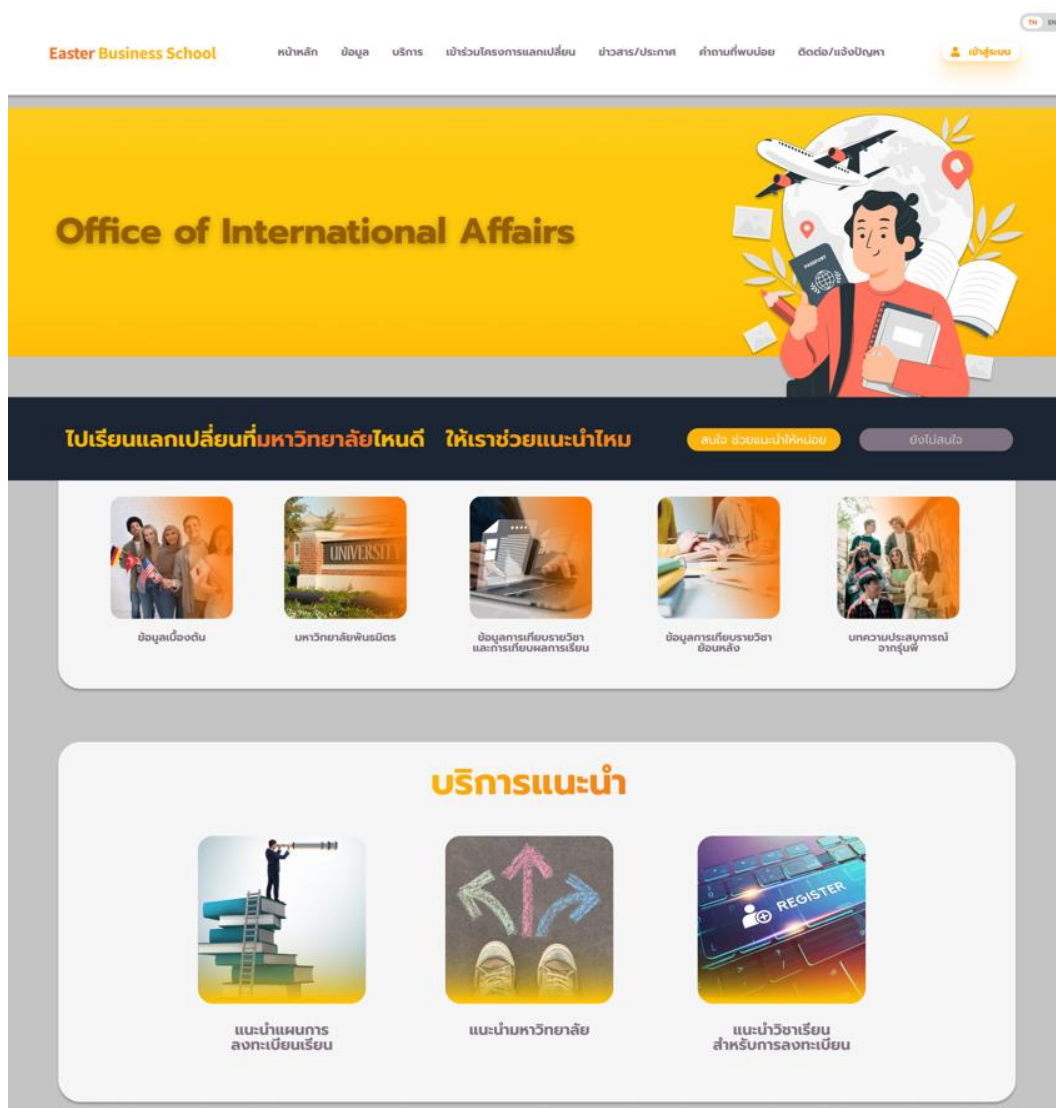 TH EN
Easter Business School หน้าหลัก ข้อมูล บริการ เข้าร่วมโครงการแลกเปลี่ยน ข่าวสาร/ประกาศ คำถามที่พบบ่อย ติดต่อ/แจ้งปัญหา เข้าสู่ระบบ
Office of International Affairs
PASSPORT
ไปเรียนแลกเปลี่ยนที่มหาวิทยาลัยไหนดี ให้เราช่วยแนะนำไหม สนใจ ช่วยแนะนำให้หน่อย ยังไม่สนใจ
UNIVERSITY
ข้อมูลเบื้องต้น
มหาวิทยาลัยพันธมิตร
ข้อมูลการเทียบรายวิชา
และการเทียบผลการเรียน
ข้อมูลการเทียบรายวิชา
ย้อนหลัง
บทความประสบการณ์
จากรุ่นพี่
บริการแนะนำ
REGISTER
แนะนำแผนการ
ลงทะเบียนเรียน
แนะนำมหาวิทยาลัย
แนะนำวิชาเรียน
สำหรับการลงทะเบียน